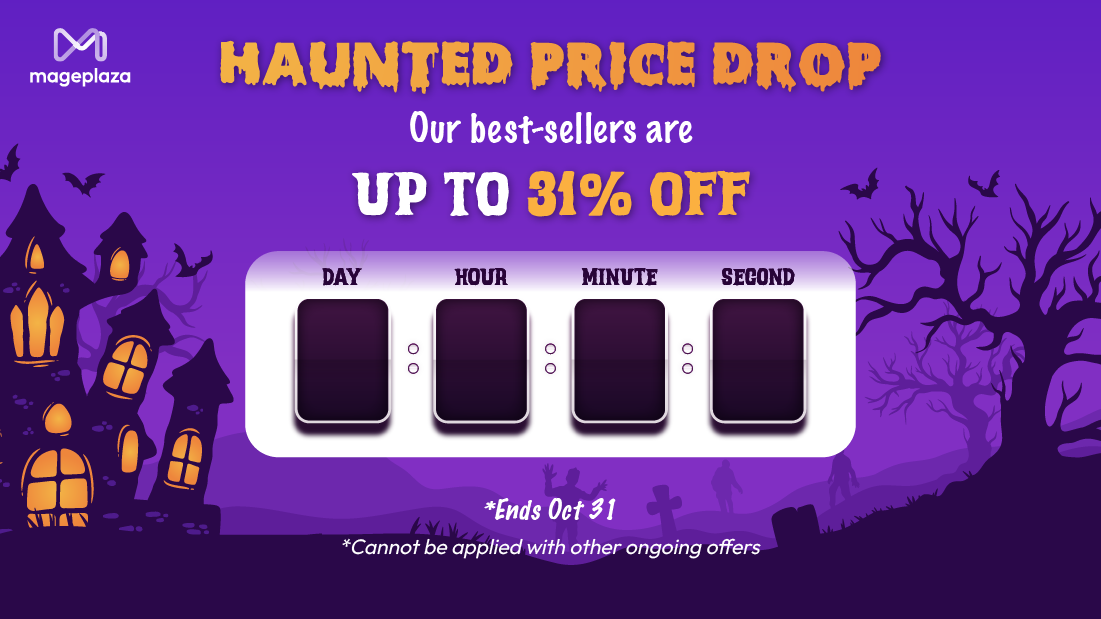 mageplaza
HAUNTED PRICE DROP
Our best-sellers are
UP TO 31% OFF
DAY HOUR MINUTE SECOND
*Ends Oct 31
*Cannot be applied with other ongoing offers